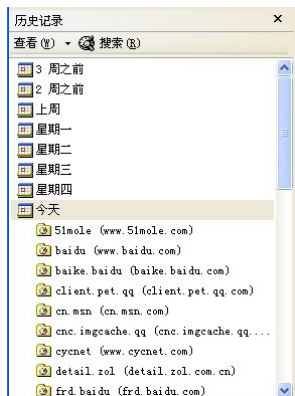 历史记录
查看(W) 搜索(R)
3 周之前
2 周之前
上周
星期一
星期二
星期三
星期四
今天
51mole (www.51mole.com)
baidu (www.baidu.com)
baike.baidu (baike.baidu.com)
client.pet.qq (client.pet.qq.com)
cn.msn (cn.msn.com)
cnc.imgcache.qq (cnc.imgcache.qq....
cycnet (www.cycnet.com)
detail.zol (detail.zol.com.cn)
frd.baidu (frd.baidu.com)